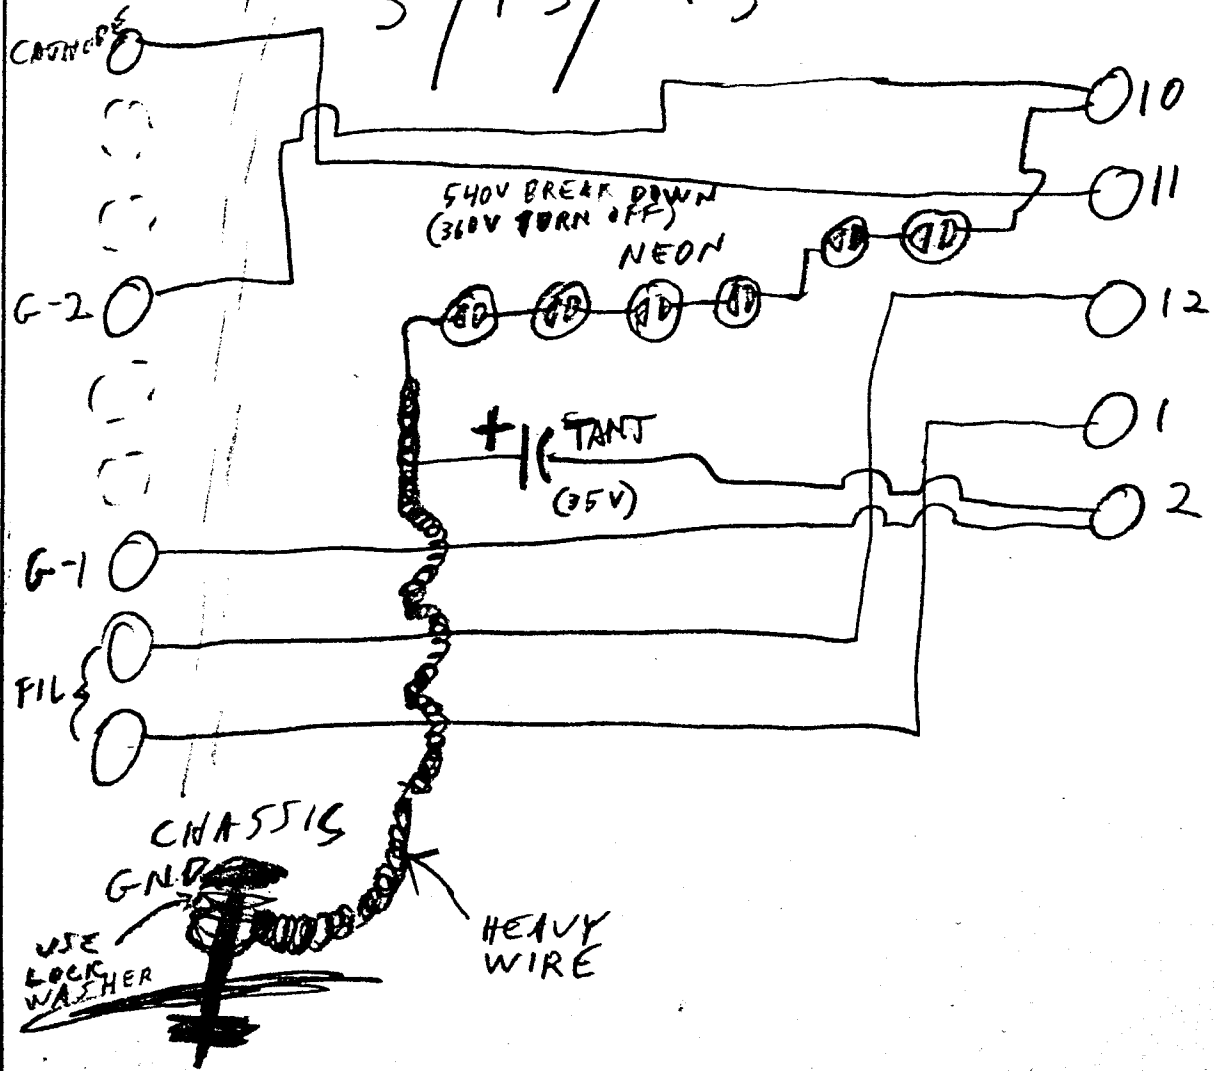 CATHODE
10
11
540V BREAK DOWN
(360V TURN OFF)
NEON
G-2
12
+
TANT
1
(35V)
2
G-1
FIL
CHASSIS
GND
USE
LOCK
WASHER
HEAVY
WIRE